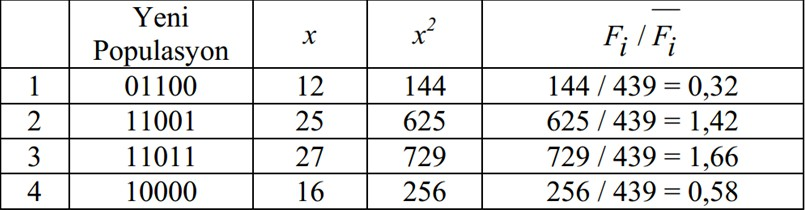 Yeni Populasyon x x² Fᵢ / F̅ᵢ
1 01100 12 144 144 / 439 = 0,32
2 11001 25 625 625 / 439 = 1,42
3 11011 27 729 729 / 439 = 1,66
4 10000 16 256 256 / 439 = 0,58